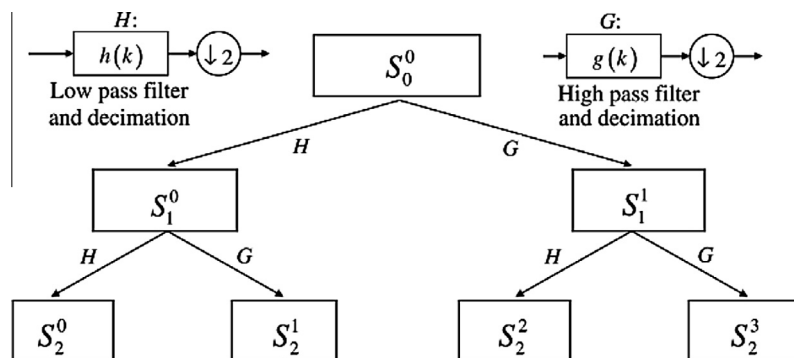 H:
h(k)
↓2
Low pass filter
and decimation
S₀⁰
G:
g(k)
↓2
High pass filter
and decimation
H
G
S₁⁰
S₁¹
H
G
H
G
S₂⁰
S₂¹
S₂²
S₂³